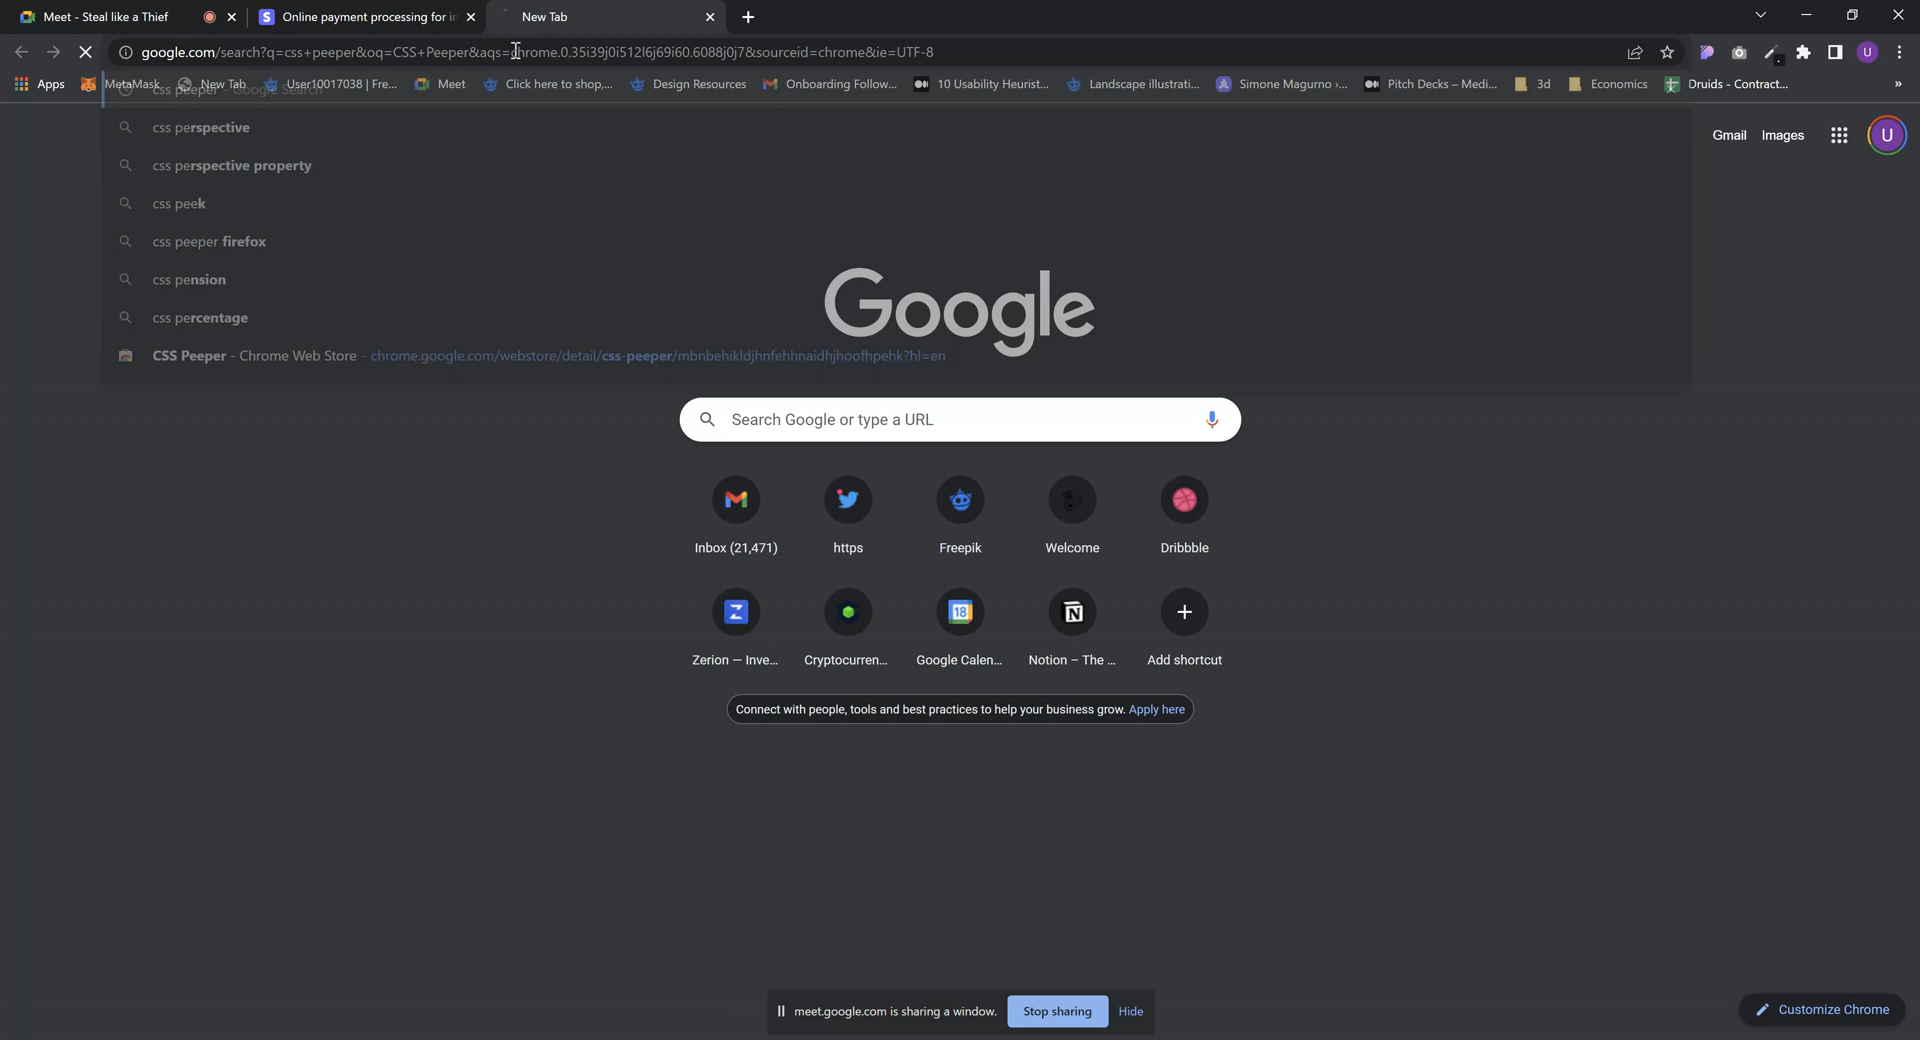 Meet - Steal like a Thief
Online payment processing for in
New Tab
google.com/search?q=css+peeper&oq=CSS+Peeper&aqs=chrome.0.35i39j0i512l6j69i60.6088j0j7&sourceid=chrome&ie=UTF-8
Apps
MetaMask
New Tab
User10017038 | Fre...
Meet
Click here to shop,...
Design Resources
Onboarding Follow...
10 Usability Heurist...
Landscape illustrati...
Simone Magurno ›...
Pitch Decks – Medi...
3d
Economics
Druids - Contract...
»
css peeper - Google Search
css perspective
Gmail
Images
U
css perspective property
css peek
css peeper firefox
css pension
css percentage
Google
CSS Peeper - Chrome Web Store - chrome.google.com/webstore/detail/css-peeper/mbnbehikldjhnfehhnaidhjhoofhpehk?hl=en
Search Google or type a URL
Inbox (21,471)
https
Freepik
Welcome
Dribbble
Zerion — Inve...
Cryptocurren...
Google Calen...
Notion – The ...
Add shortcut
Connect with people, tools and best practices to help your business grow. Apply here
meet.google.com is sharing a window.
Stop sharing
Hide
Customize Chrome